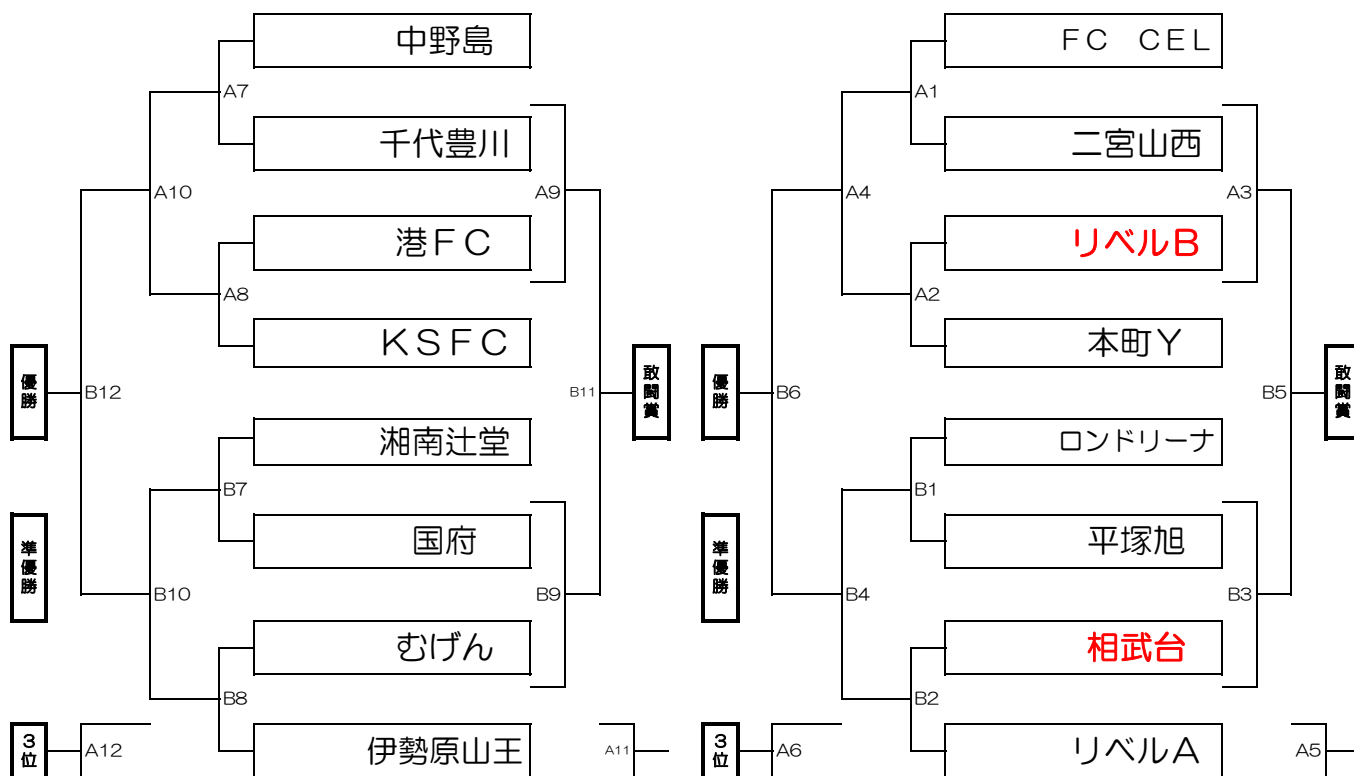 中野島
A7
千代豊川
A10
A9
港FC
A8
KSFC
優勝
B12
B11
敢闘賞
湘南辻堂
B7
国府
準優勝
B10
B9
むげん
B8
伊勢原山王
3位
A12
A11
FC CEL
A1
二宮山西
A4
A3
リベルB
A2
本町Y
優勝
B6
B5
敢闘賞
ロンドリーナ
B1
平塚旭
準優勝
B4
B3
相武台
B2
リベルA
3位
A6
A5